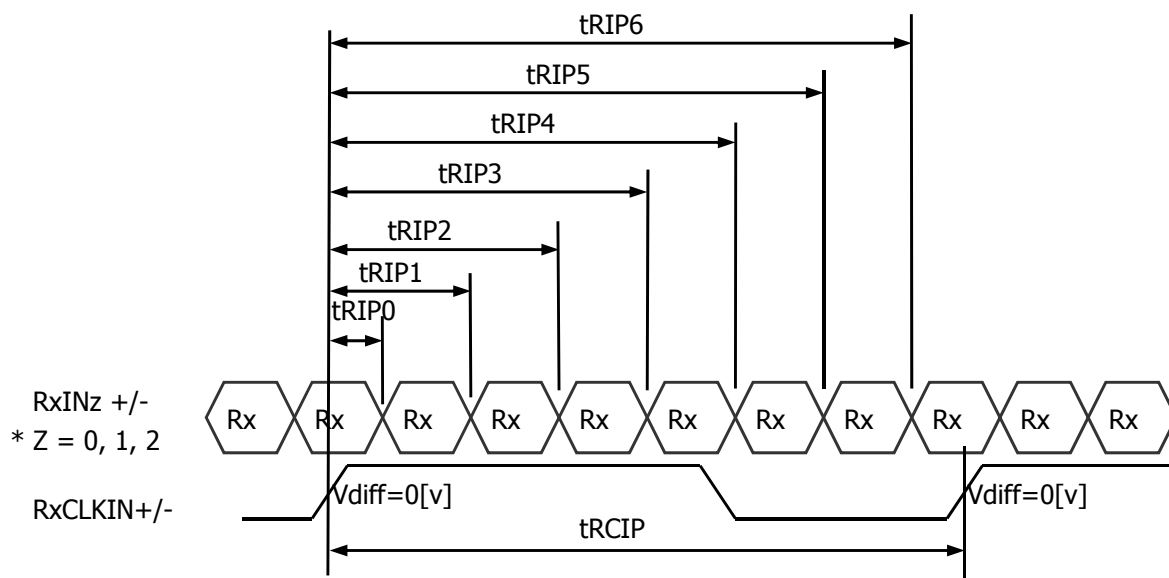 tRIP6
tRIP5
tRIP4
tRIP3
tRIP2
tRIP1
tRIP0
RxINz +/-
* Z = 0, 1, 2
Rx Rx Rx Rx Rx Rx Rx Rx Rx Rx Rx
RxCLKIN+/-
Vdiff=0[v] Vdiff=0[v]
tRCIP